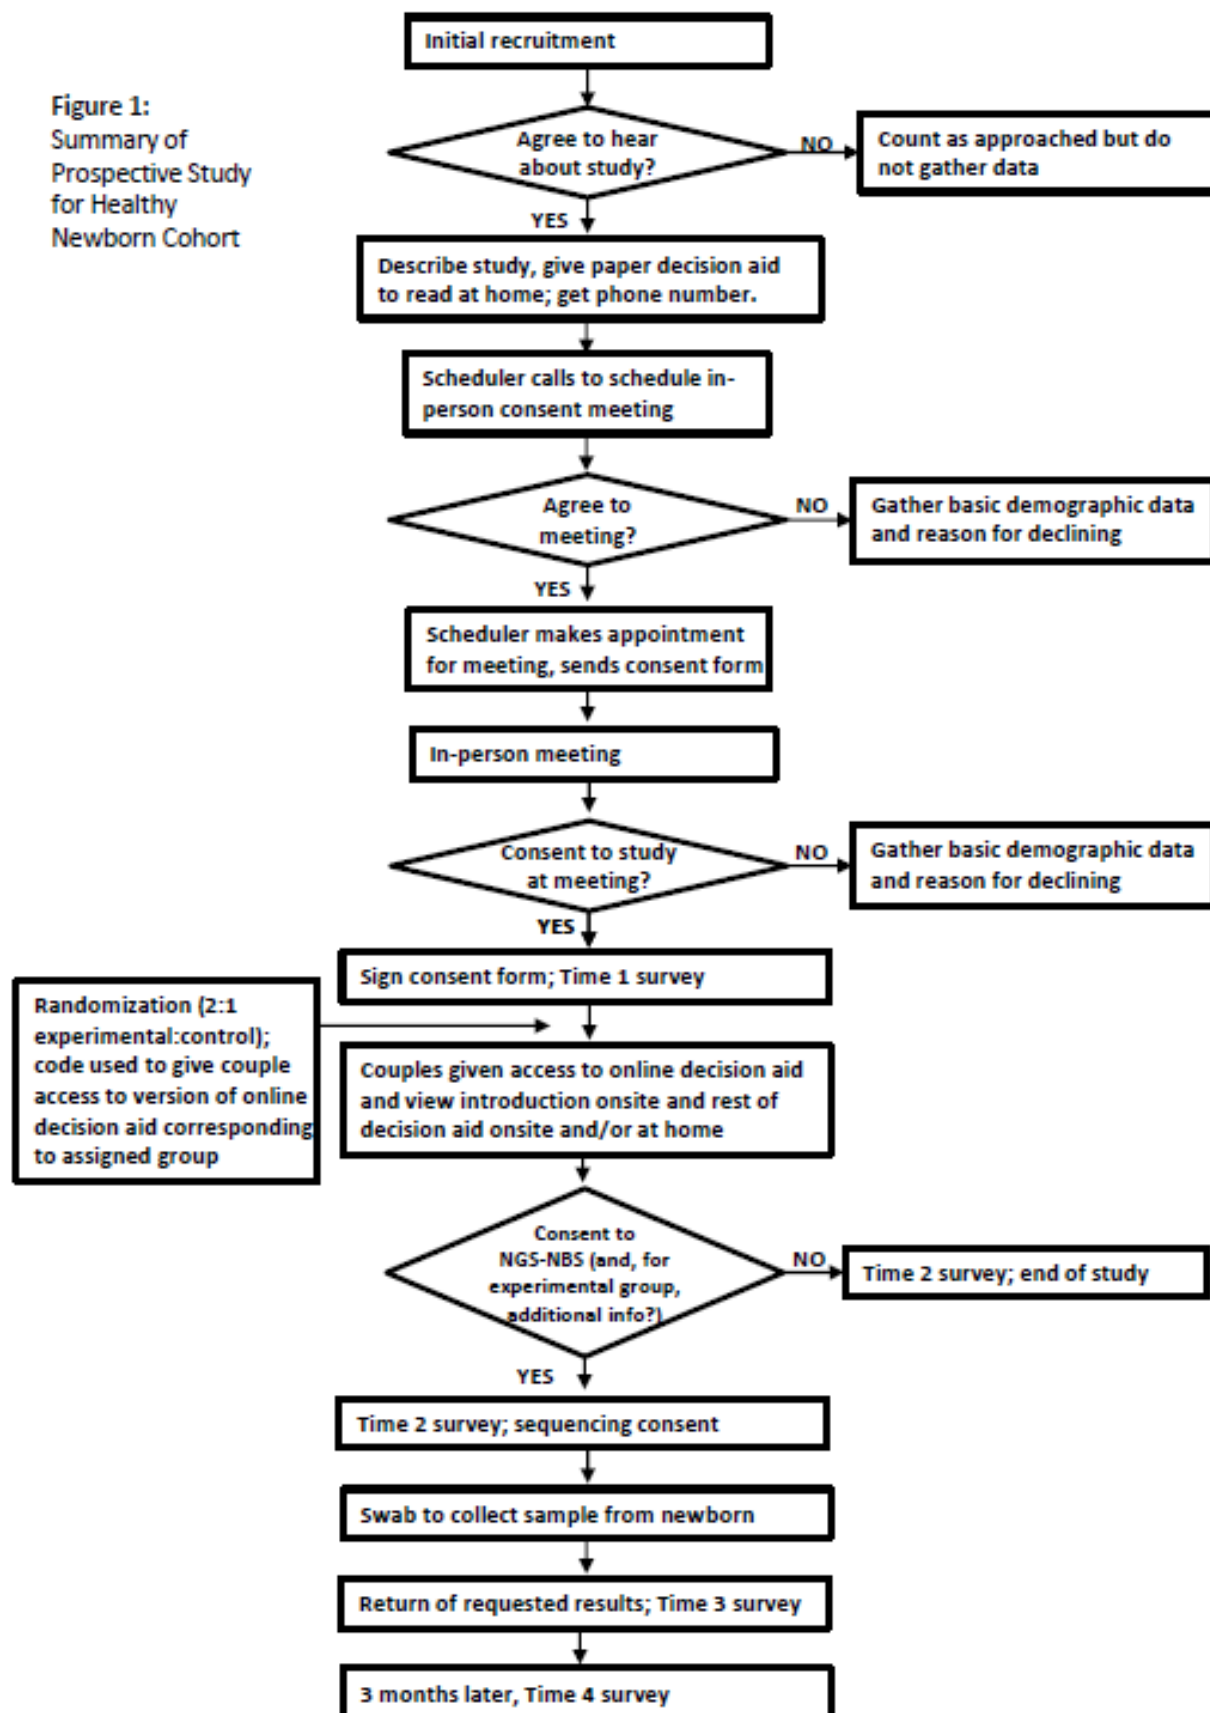 Initial recruitment
Figure 1:
Summary of
Prospective Study
for Healthy
Newborn Cohort
Agree to hear
about study?
NO
Count as approached but do
not gather data
YES
Describe study, give paper decision aid
to read at home; get phone number.
Scheduler calls to schedule in-
person consent meeting
Agree to
meeting?
NO
Gather basic demographic data
and reason for declining
YES
Scheduler makes appointment
for meeting, sends consent form
In-person meeting
Consent to study
at meeting?
NO
Gather basic demographic data
and reason for declining
YES
Sign consent form; Time 1 survey
Randomization (2:1
experimental:control);
code used to give couple
access to version of online
decision aid corresponding
to assigned group
Couples given access to online decision aid
and view introduction onsite and rest of
decision aid onsite and/or at home
Consent to
NGS-NBS (and, for
experimental group,
additional info?)
NO
Time 2 survey; end of study
YES
Time 2 survey; sequencing consent
Swab to collect sample from newborn
Return of requested results; Time 3 survey
3 months later, Time 4 survey